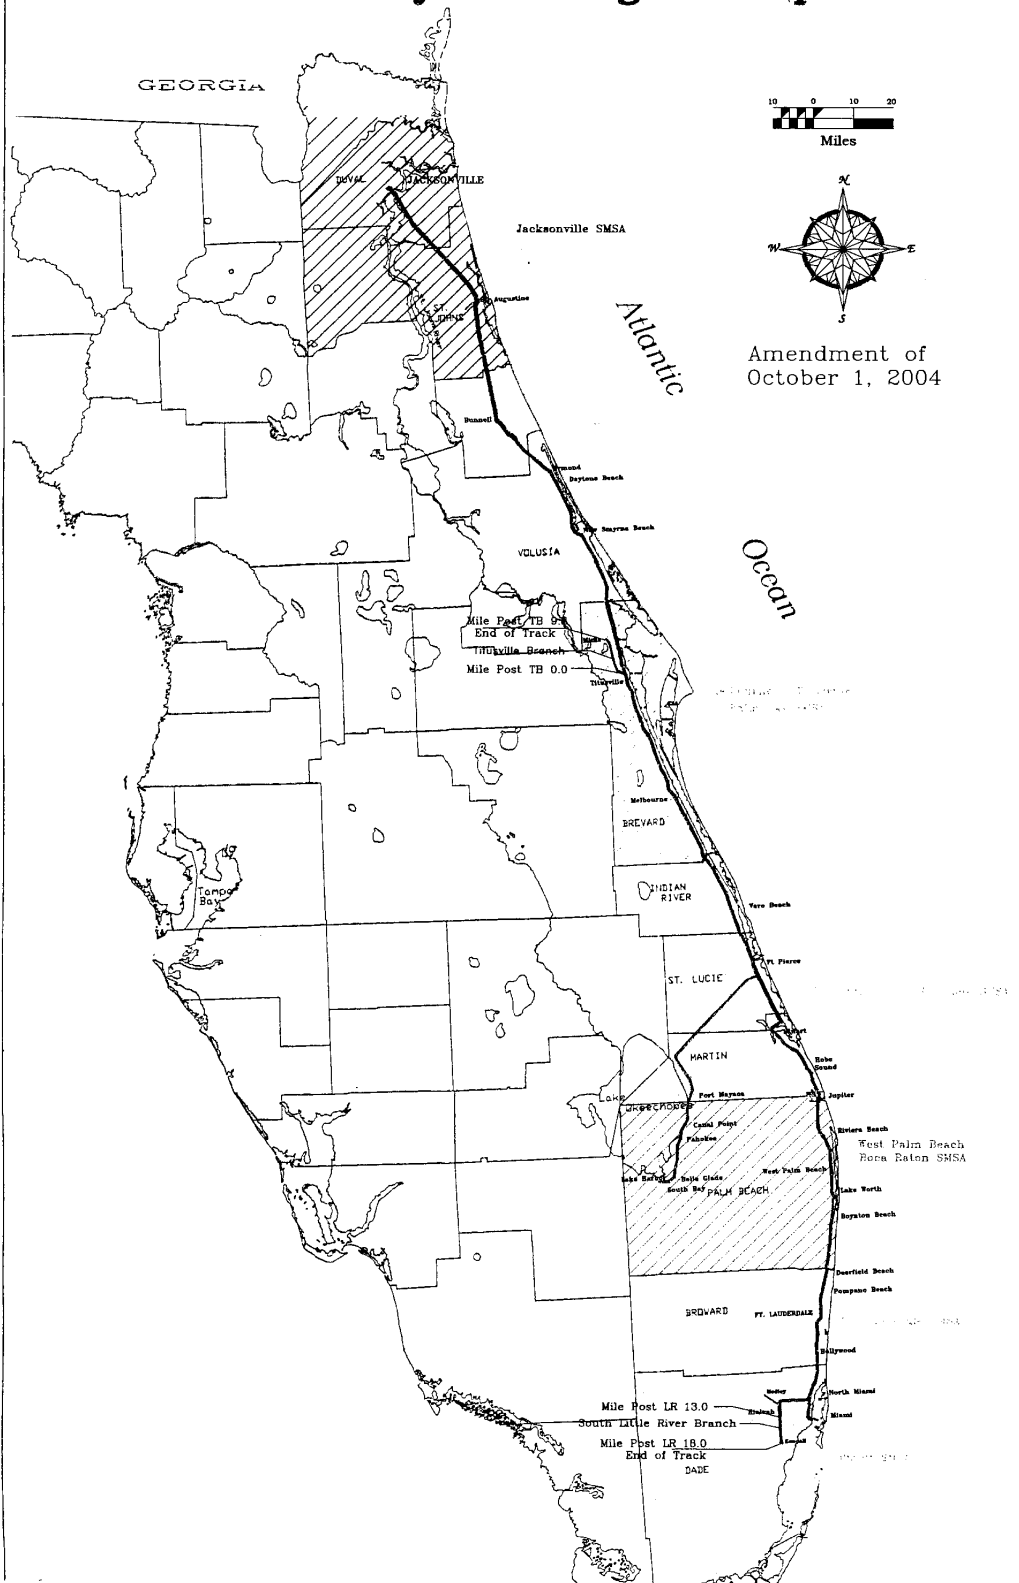 GEORGIA
10 0 10 20
Miles
N
W E
S
DUVAL
JACKSONVILLE
Jacksonville SMSA
Atlantic
ST.
JOHNS
Augustine
Amendment of
October 1, 2004
Bunnell
Ormond
Daytona Beach
Smyrna Beach
Ocean
VOLUSIA
Mile Post TB
End of Track
Titusville Branch
Mile Post TB 0.0
Titusville
Melbourne
BREVARD
Tampa
Bay
INDIAN
RIVER
Vero Beach
Ft Pierce
ST. LUCIE
MARTIN
Hobe
Sound
Lake
Okeechobee
Port Mayaca
Jupiter
Canal Point
Pahokee
Riviera Beach
West Palm Beach
Boca Raton SMSA
West Palm Beach
Lake Harbor
Belle Glade
South Bay
PALM BEACH
Lake Worth
Boynton Beach
Deerfield Beach
Pompano Beach
BROWARD
FT. LAUDERDALE
Hollywood
Medley
North Miami
Mile Post LR 13.0
Hialeah
Miami
South Little River Branch
Mile Post LR 18.0
End of Track
DADE